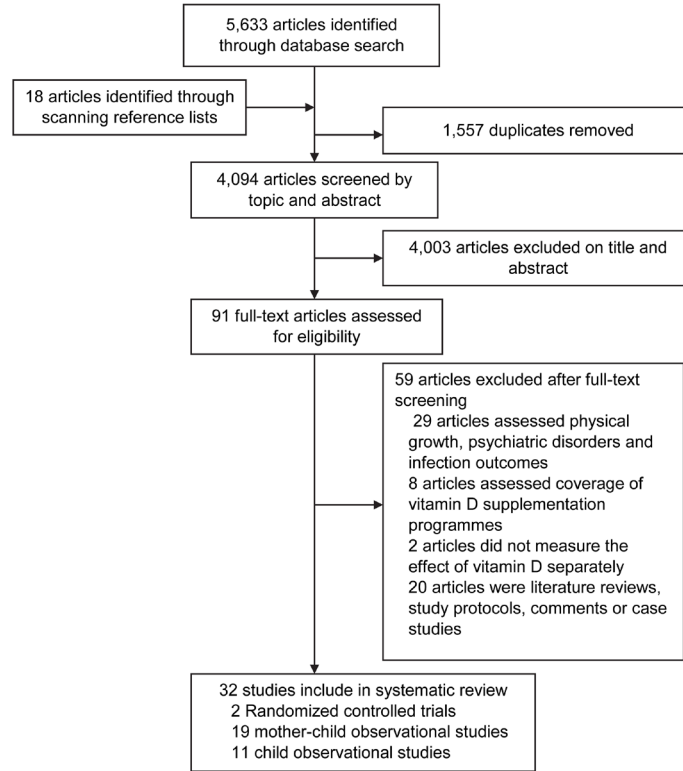 5,633 articles identified
through database search
18 articles identified through
scanning reference lists
1,557 duplicates removed
4,094 articles screened by
topic and abstract
4,003 articles excluded on title and
abstract
91 full-text articles assessed
for eligibility
59 articles excluded after full-text
screening
29 articles assessed physical
growth, psychiatric disorders and
infection outcomes
8 articles assessed coverage of
vitamin D supplementation
programmes
2 articles did not measure the
effect of vitamin D separately
20 articles were literature reviews,
study protocols, comments or case
studies
32 studies include in systematic review
2 Randomized controlled trials
19 mother-child observational studies
11 child observational studies